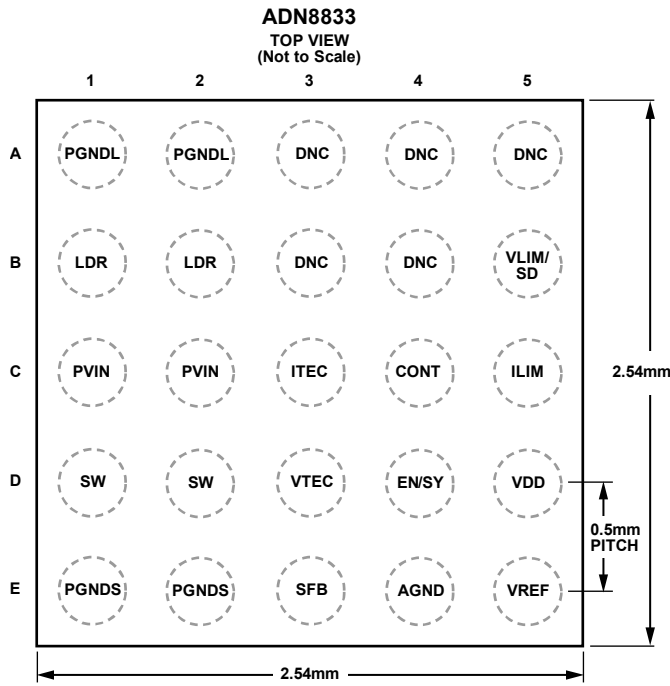 ADN8833
TOP VIEW
(Not to Scale)
1 2 3 4 5
A PGNDL PGNDL DNC DNC DNC
B LDR LDR DNC DNC VLIM/
SD
C PVIN PVIN ITEC CONT ILIM
2.54mm
D SW SW VTEC EN/SY VDD
0.5mm
PITCH
E PGNDS PGNDS SFB AGND VREF
2.54mm